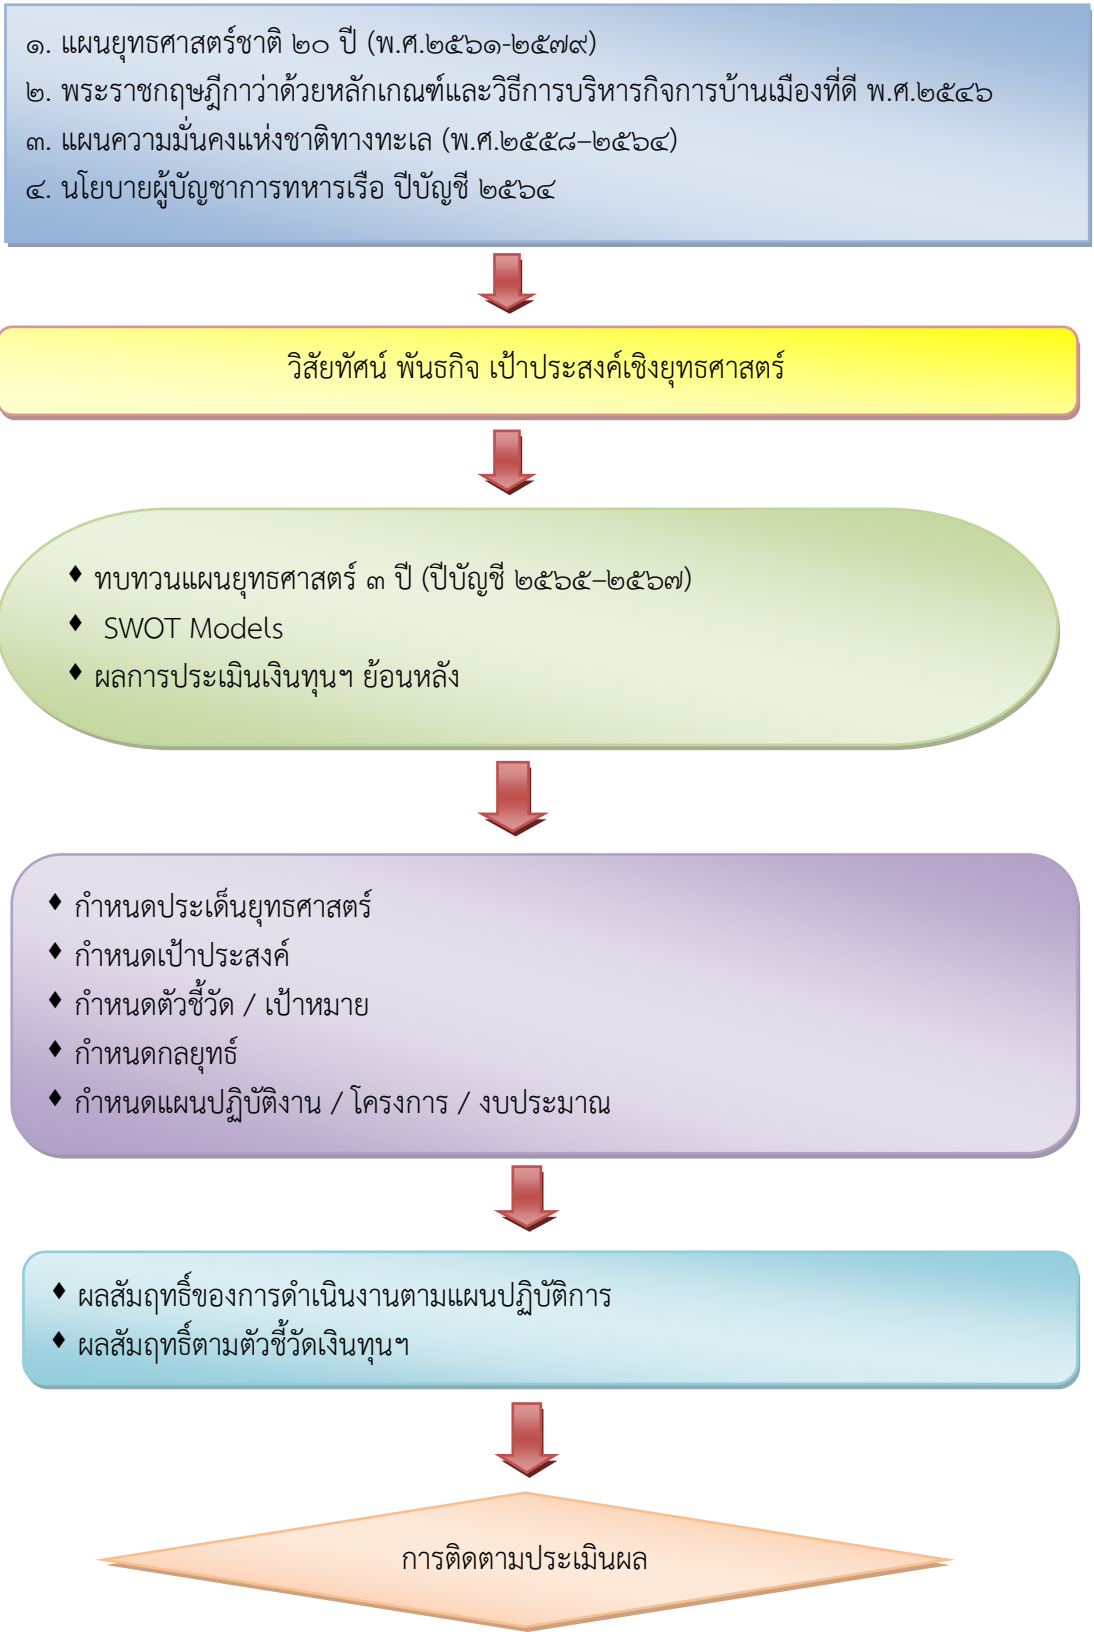 ๑. แผนยุทธศาสตร์ชาติ ๒๐ ปี (พ.ศ.๒๕๖๑-๒๕๗๙)
๒. พระราชกฤษฎีกาว่าด้วยหลักเกณฑ์และวิธีการบริหารกิจการบ้านเมืองที่ดี พ.ศ.๒๕๔๖
๓. แผนความมั่นคงแห่งชาติทางทะเล (พ.ศ.๒๕๕๘–๒๕๖๔)
๔. นโยบายผู้บัญชาการทหารเรือ ปีบัญชี ๒๕๖๔
วิสัยทัศน์ พันธกิจ เป้าประสงค์เชิงยุทธศาสตร์
♦ ทบทวนแผนยุทธศาสตร์ ๓ ปี (ปีบัญชี ๒๕๖๕–๒๕๖๗)
♦ SWOT Models
♦ ผลการประเมินเงินทุนฯ ย้อนหลัง
♦ กำหนดประเด็นยุทธศาสตร์
♦ กำหนดเป้าประสงค์
♦ กำหนดตัวชี้วัด / เป้าหมาย
♦ กำหนดกลยุทธ์
♦ กำหนดแผนปฏิบัติงาน / โครงการ / งบประมาณ
♦ ผลสัมฤทธิ์ของการดำเนินงานตามแผนปฏิบัติการ
♦ ผลสัมฤทธิ์ตามตัวชี้วัดเงินทุนฯ
การติดตามประเมินผล